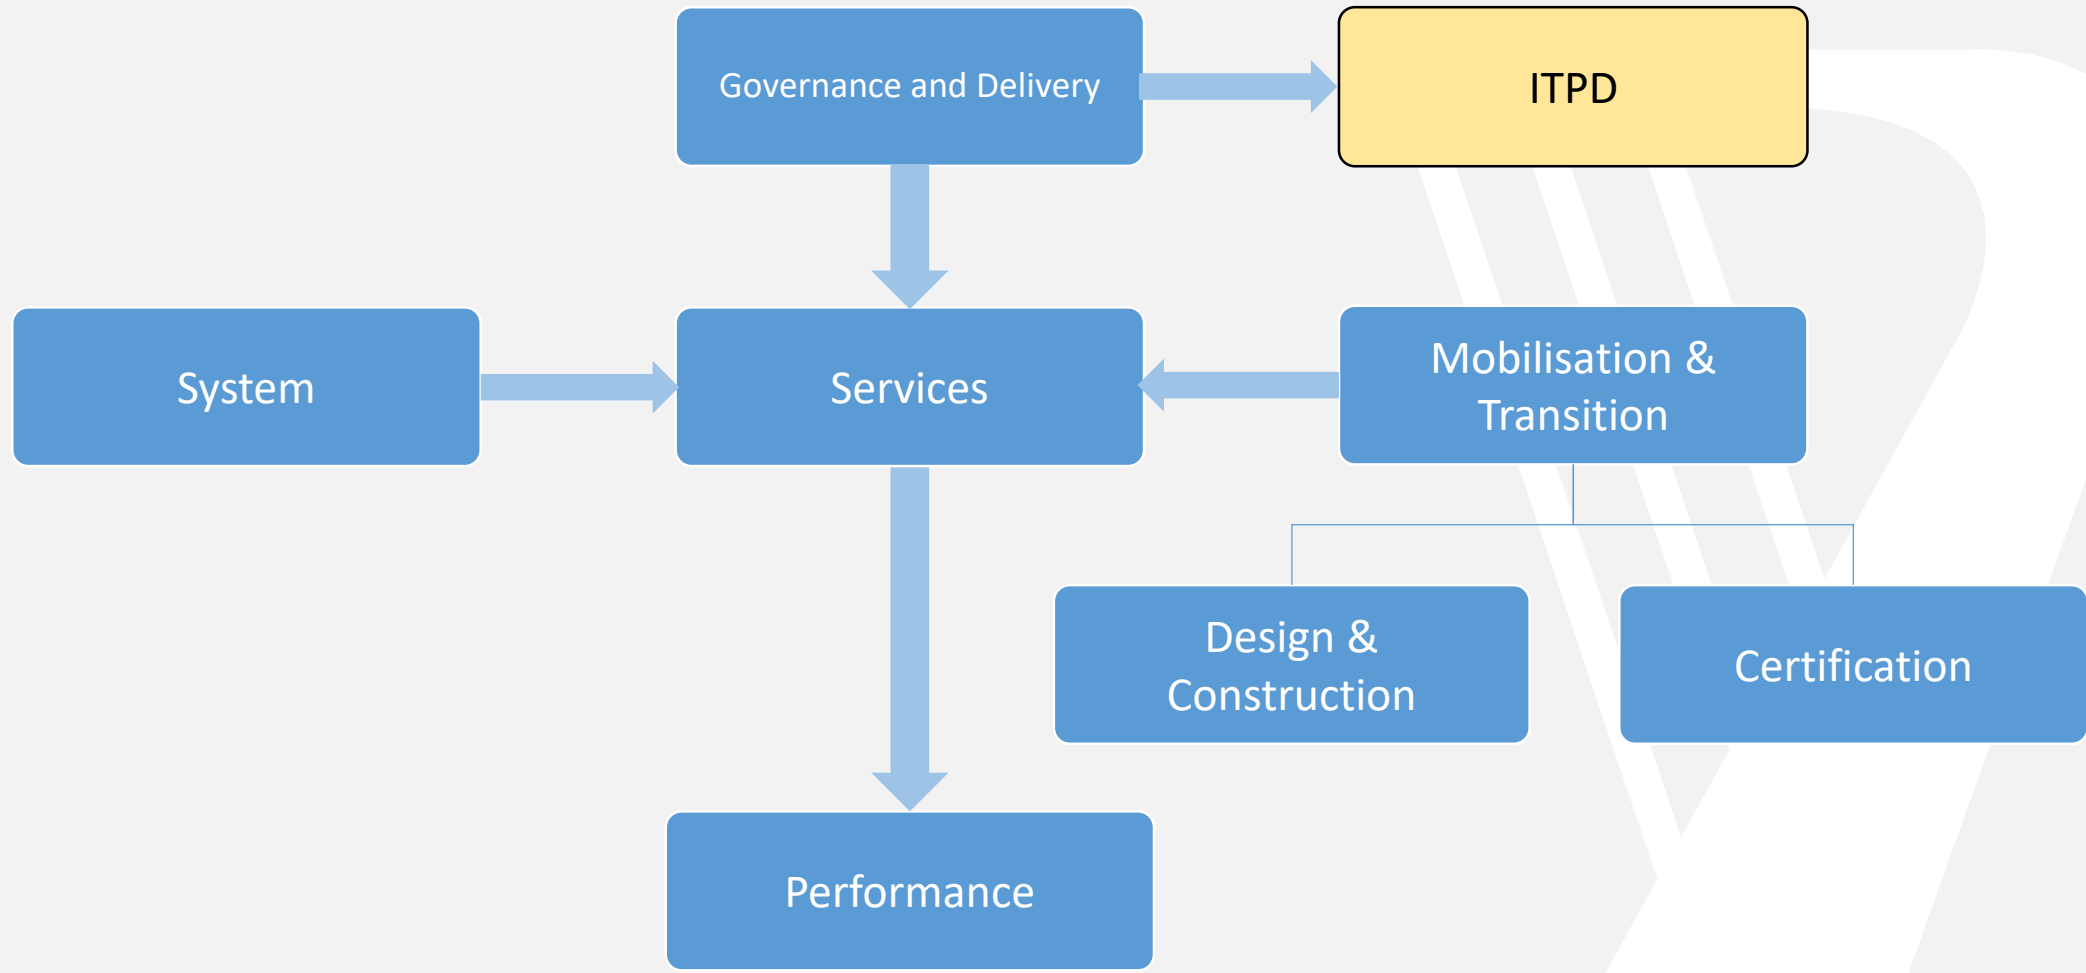 Governance and Delivery
ITPD
System
Services
Mobilisation &
Transition
Design &
Construction
Certification
Performance